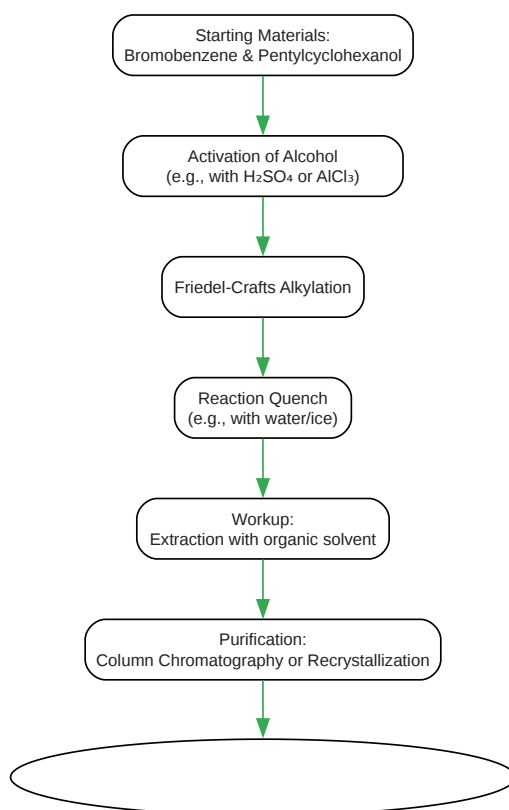 Starting Materials:
Bromobenzene & Pentylcyclohexanol
Activation of Alcohol
(e.g., with H₂SO₄ or AlCl₃)
Friedel-Crafts Alkylation
Reaction Quench
(e.g., with water/ice)
Workup:
Extraction with organic solvent
Purification:
Column Chromatography or Recrystallization